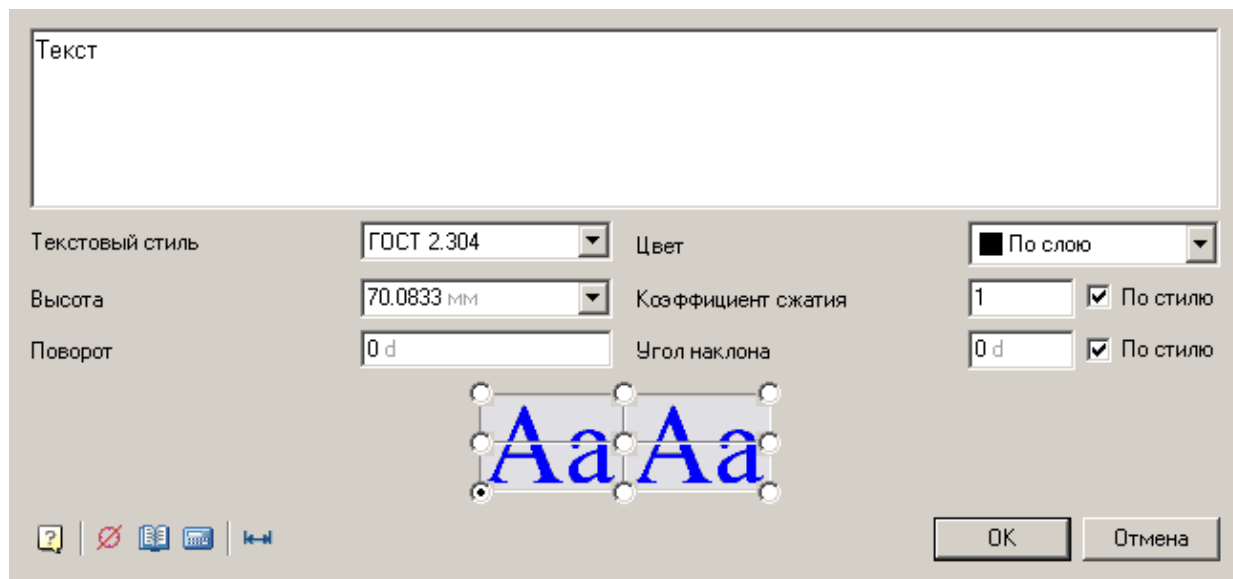 Текст
Текстовый стиль ГОСТ 2.304 Цвет По слою
Высота 70.0833 мм Коэффициент сжатия 1 По стилю
Поворот 0 d Угол наклона 0 d По стилю
Aa Aa
? OK Отмена